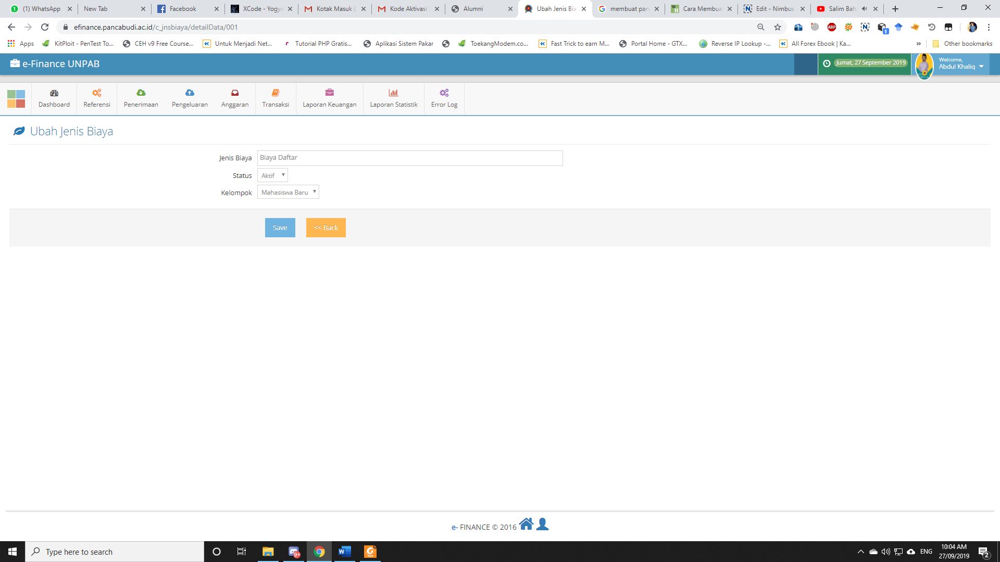 (1) WhatsApp New Tab Facebook XCode - Yogya Kotak Masuk ( Kode Aktivasi Alumni Ubah Jenis Bia membuat pan Cara Membua Edit - Nimbus Salim Bah
efinance.pancabudi.ac.id/c_jnsbiaya/detailData/001
Apps KitPloit - PenTest To... CEH v9 Free Course... Untuk Menjadi Net... Tutorial PHP Gratis... Aplikasi Sistem Pakar ToekangModem.co... Fast Trick to earn M... Portal Home - GTX... Reverse IP Lookup -... All Forex Ebook | Ka... » Other bookmarks
e-Finance UNPAB Jumat, 27 September 2019 Welcome,
Abdul Khaliq
Dashboard Referensi Penerimaan Pengeluaran Anggaran Transaksi Laporan Keuangan Laporan Statistik Error Log
Ubah Jenis Biaya
Jenis Biaya Biaya Daftar
Status Aktif
Kelompok Mahasiswa Baru
Save << Back
e- FINANCE © 2016
Type here to search 9+ ENG 10:04 AM
27/09/2019 2